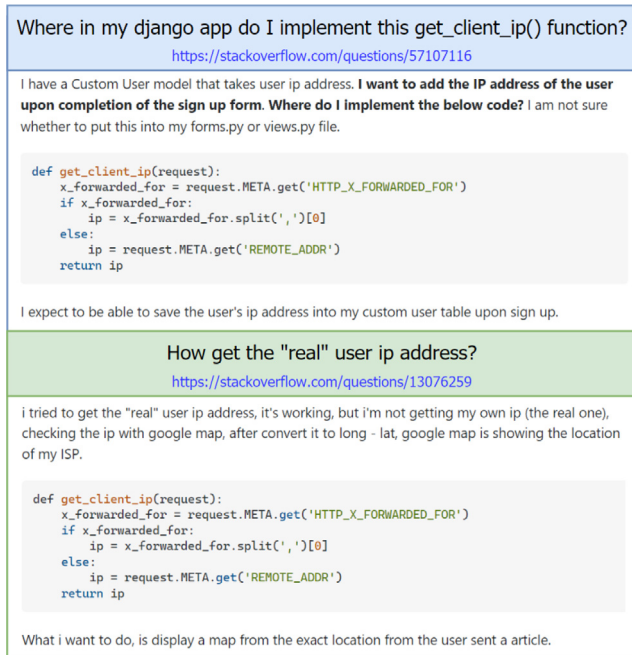 Where in my django app do I implement this get_client_ip() function?
https://stackoverflow.com/questions/57107116
I have a Custom User model that takes user ip address. I want to add the IP address of the user
upon completion of the sign up form. Where do I implement the below code? I am not sure
whether to put this into my forms.py or views.py file.
def get_client_ip(request):
    x_forwarded_for = request.META.get('HTTP_X_FORWARDED_FOR')
    if x_forwarded_for:
        ip = x_forwarded_for.split(',')[0]
    else:
        ip = request.META.get('REMOTE_ADDR')
    return ip
I expect to be able to save the user's ip address into my custom user table upon sign up.
How get the "real" user ip address?
https://stackoverflow.com/questions/13076259
i tried to get the "real" user ip address, it's working, but i'm not getting my own ip (the real one),
checking the ip with google map, after convert it to long - lat, google map is showing the location
of my ISP.
def get_client_ip(request):
    x_forwarded_for = request.META.get('HTTP_X_FORWARDED_FOR')
    if x_forwarded_for:
        ip = x_forwarded_for.split(',')[0]
    else:
        ip = request.META.get('REMOTE_ADDR')
    return ip
What i want to do, is display a map from the exact location from the user sent a article.